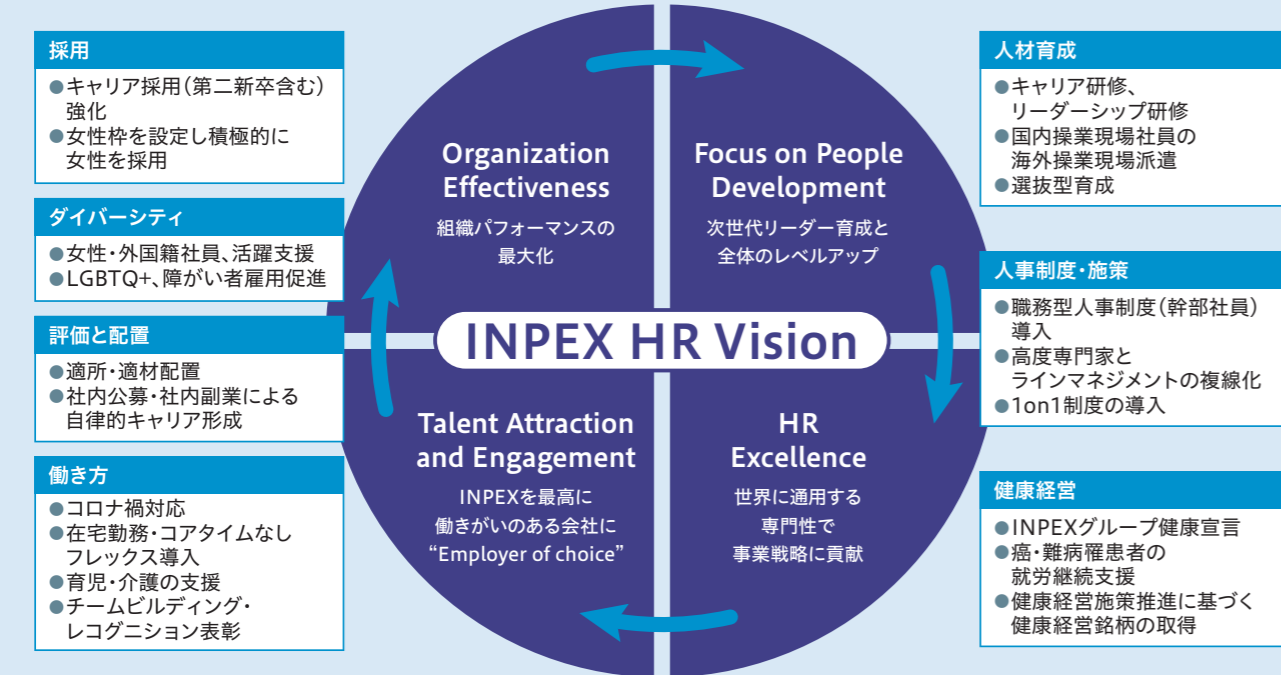 採用
●キャリア採用(第二新卒含む)
強化
●女性枠を設定し積極的に
女性を採用
ダイバーシティ
●女性・外国籍社員、活躍支援
●LGBTQ+、障がい者雇用促進
評価と配置
●適所・適材配置
●社内公募・社内副業による
自律的キャリア形成
働き方
●コロナ禍対応
●在宅勤務・コアタイムなし
フレックス導入
●育児・介護の支援
●チームビルディング・
レコグニション表彰
Organization
Effectiveness
組織パフォーマンスの
最大化
Focus on People
Development
次世代リーダー育成と
全体のレベルアップ
INPEX HR Vision
Talent Attraction
and Engagement
INPEXを最高に
働きがいのある会社に
“Employer of choice”
HR
Excellence
世界に通用する
専門性で
事業戦略に貢献
人材育成
●キャリア研修、
リーダーシップ研修
●国内操業現場社員の
海外操業現場派遣
●選抜型育成
人事制度・施策
●職務型人事制度(幹部社員)
導入
●高度専門家と
ラインマネジメントの複線化
●1on1制度の導入
健康経営
●INPEXグループ健康宣言
●癌・難病罹患者の
就労継続支援
●健康経営施策推進に基づく
健康経営銘柄の取得